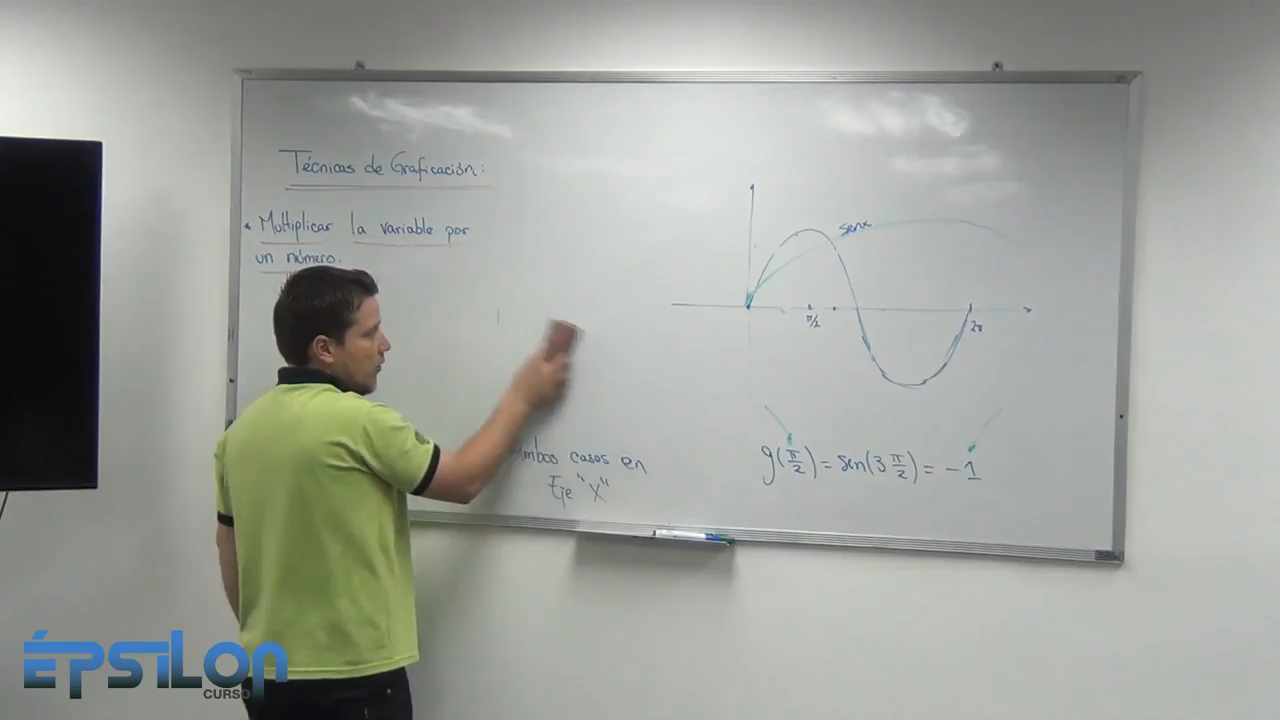 Técnicas de Graficación:
* Multiplicar la variable por
un número.
senx
π/2
2π
Ambos casos en
Eje "X"
g(π/2) = sen(3 π/2) = -1
ÉPSILON
CURSO